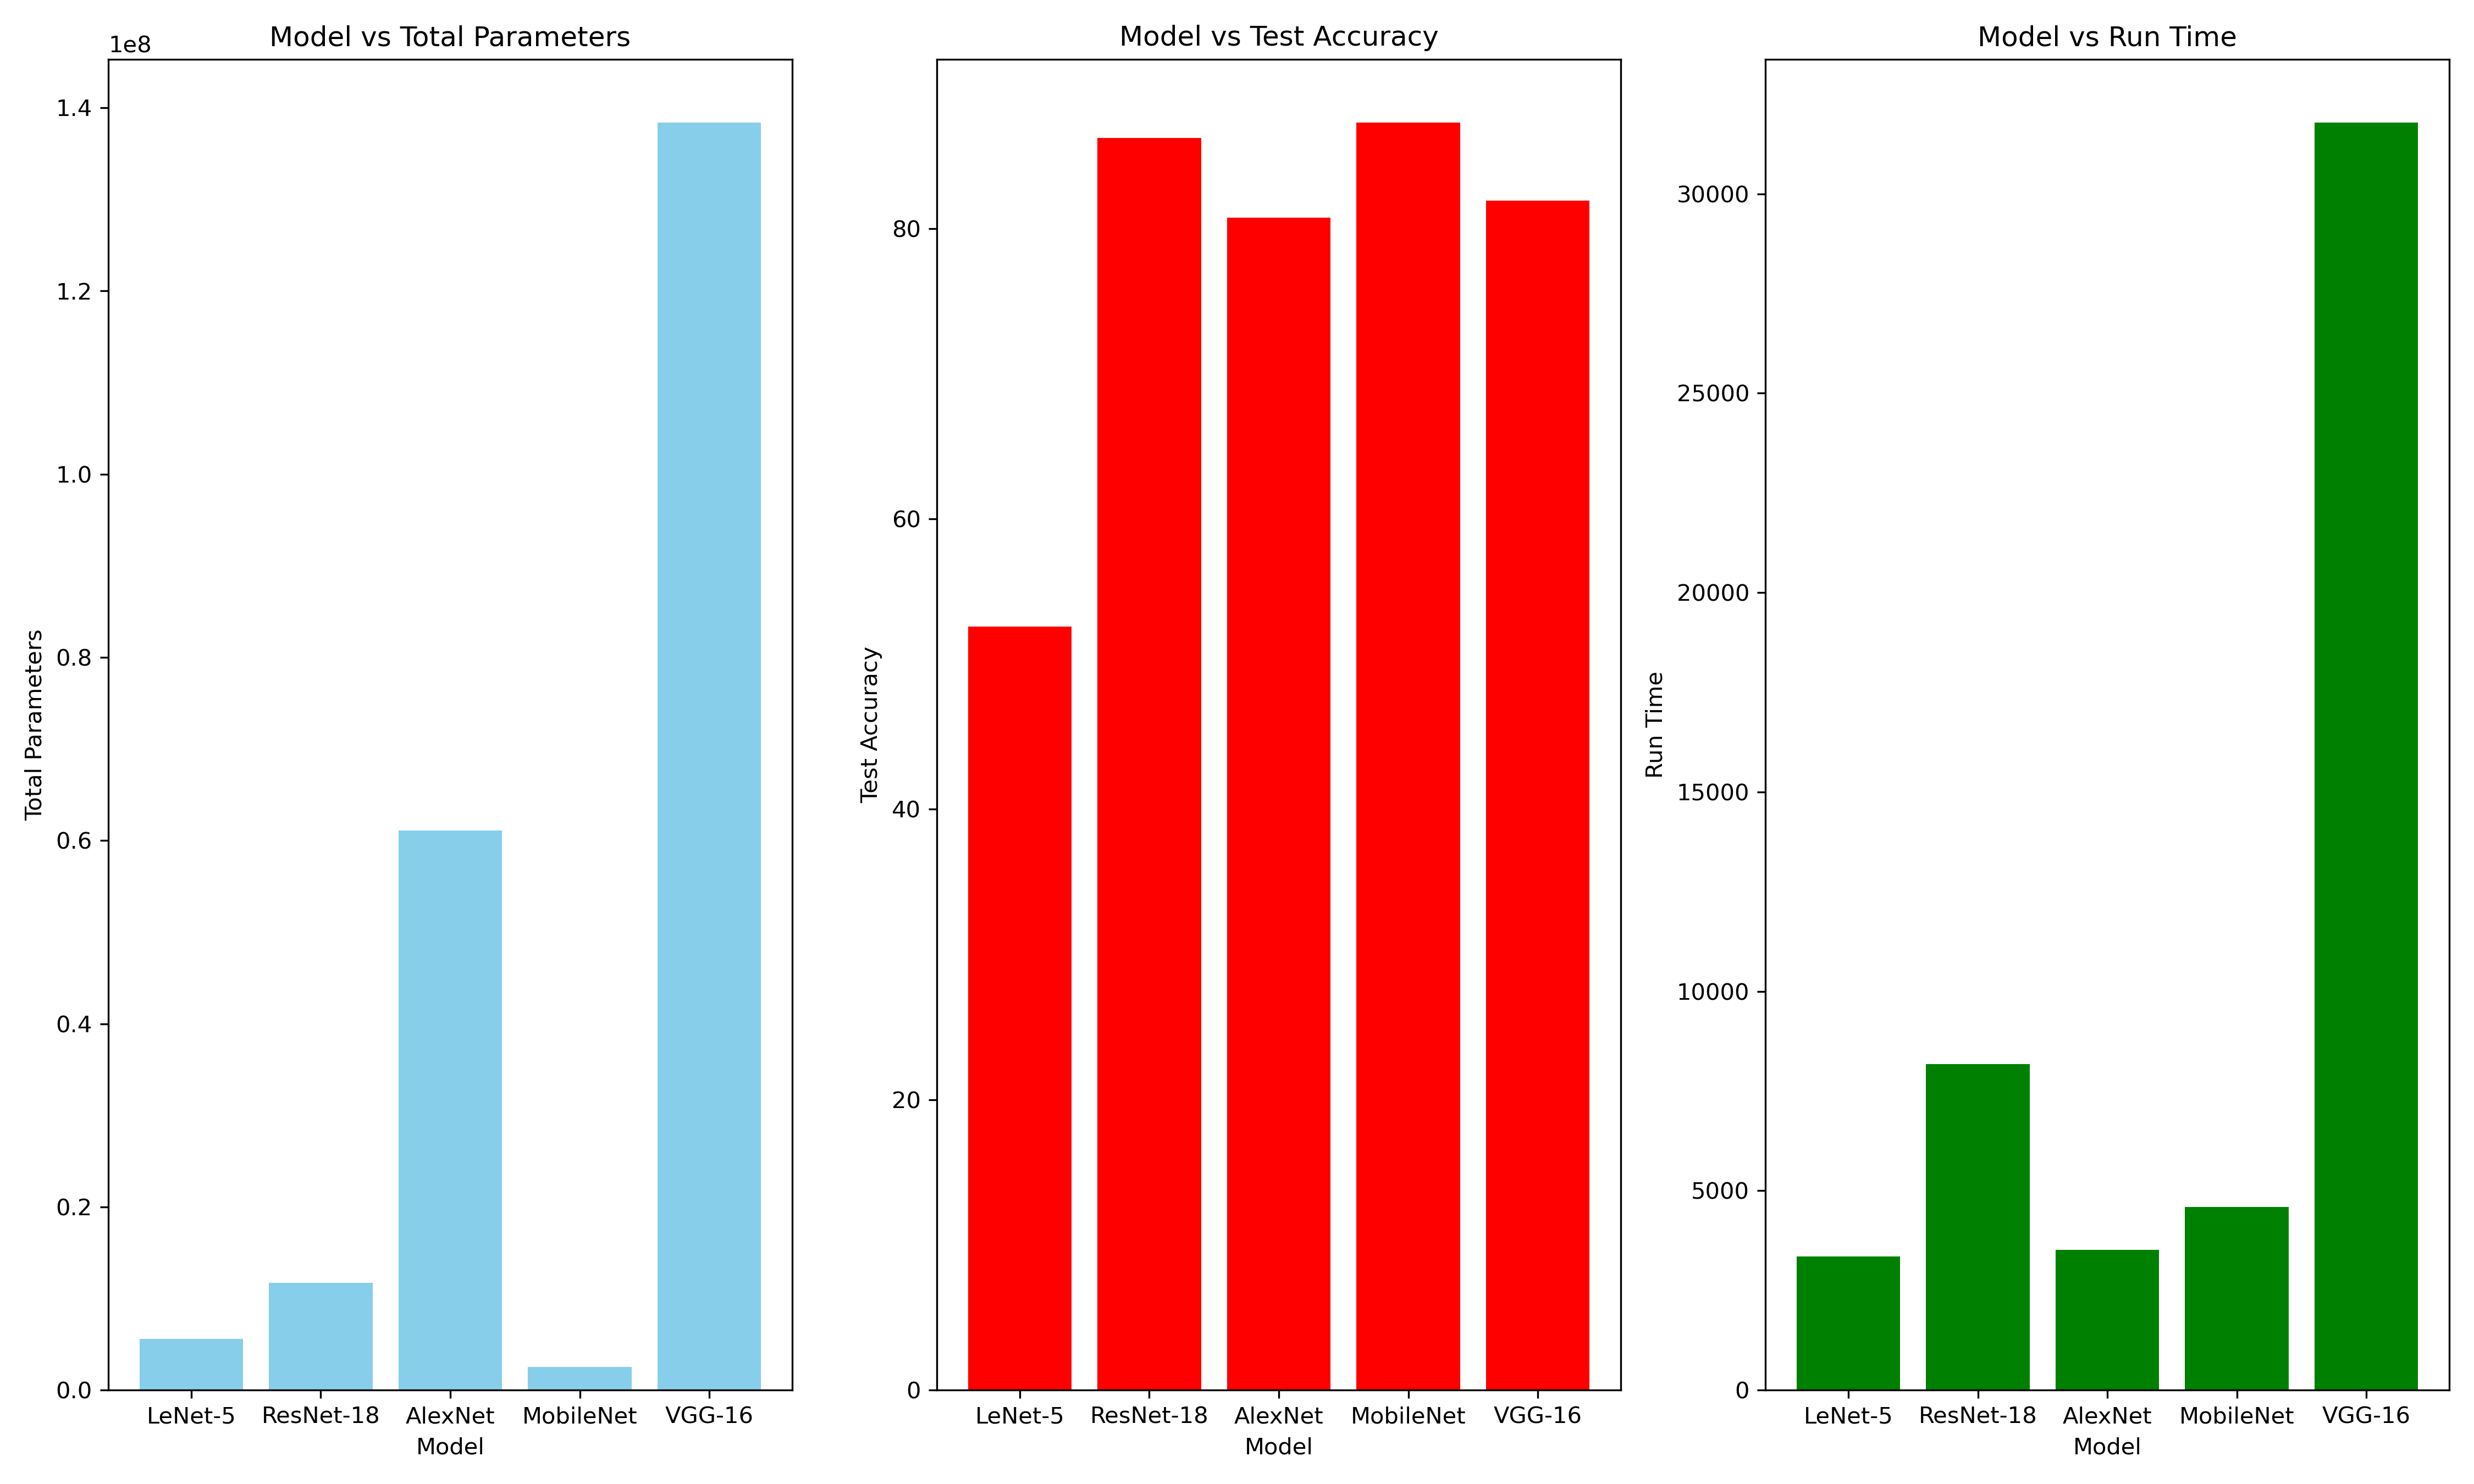 Model vs Total Parameters
1e8
1.4
1.2
1.0
0.8
0.6
0.4
0.2
0.0
Total Parameters
LeNet-5 ResNet-18 AlexNet MobileNet VGG-16
Model
Model vs Test Accuracy
80
60
40
20
0
Test Accuracy
LeNet-5 ResNet-18 AlexNet MobileNet VGG-16
Model
Model vs Run Time
30000
25000
20000
15000
10000
5000
0
Run Time
LeNet-5 ResNet-18 AlexNet MobileNet VGG-16
Model